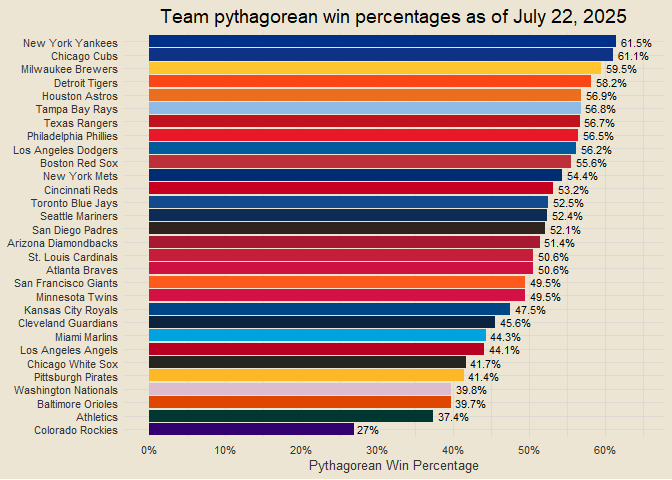 Team pythagorean win percentages as of July 22, 2025
New York Yankees 61.5%
Chicago Cubs 61.1%
Milwaukee Brewers 59.5%
Detroit Tigers 58.2%
Houston Astros 56.9%
Tampa Bay Rays 56.8%
Texas Rangers 56.7%
Philadelphia Phillies 56.5%
Los Angeles Dodgers 56.2%
Boston Red Sox 55.6%
New York Mets 54.4%
Cincinnati Reds 53.2%
Toronto Blue Jays 52.5%
Seattle Mariners 52.4%
San Diego Padres 52.1%
Arizona Diamondbacks 51.4%
St. Louis Cardinals 50.6%
Atlanta Braves 50.6%
San Francisco Giants 49.5%
Minnesota Twins 49.5%
Kansas City Royals 47.5%
Cleveland Guardians 45.6%
Miami Marlins 44.3%
Los Angeles Angels 44.1%
Chicago White Sox 41.7%
Pittsburgh Pirates 41.4%
Washington Nationals 39.8%
Baltimore Orioles 39.7%
Athletics 37.4%
Colorado Rockies 27%
0% 10% 20% 30% 40% 50% 60%
Pythagorean Win Percentage